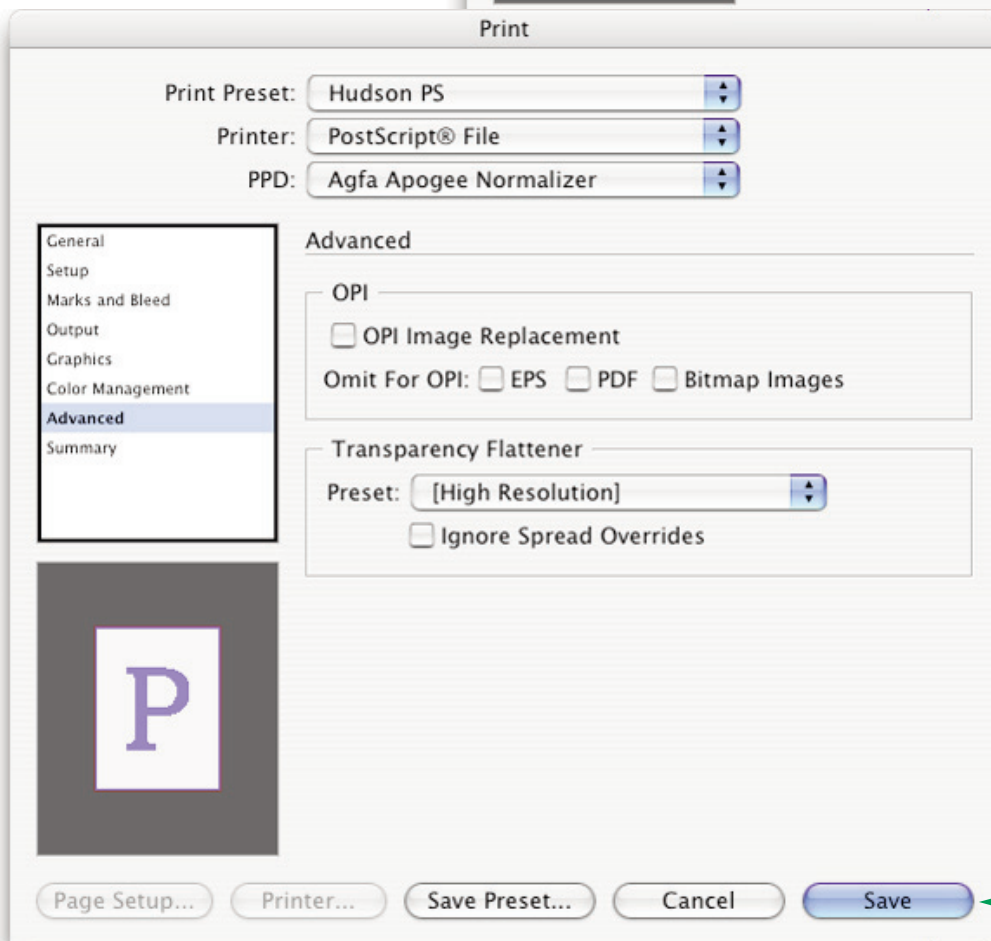 Print
Print Preset: Hudson PS
Printer: PostScript® File
PPD: Agfa Apogee Normalizer
General
Setup
Marks and Bleed
Output
Graphics
Color Management
Advanced
Summary
Advanced
OPI
OPI Image Replacement
Omit For OPI: EPS PDF Bitmap Images
Transparency Flattener
Preset: [High Resolution]
Ignore Spread Overrides
P
Page Setup... Printer... Save Preset... Cancel Save